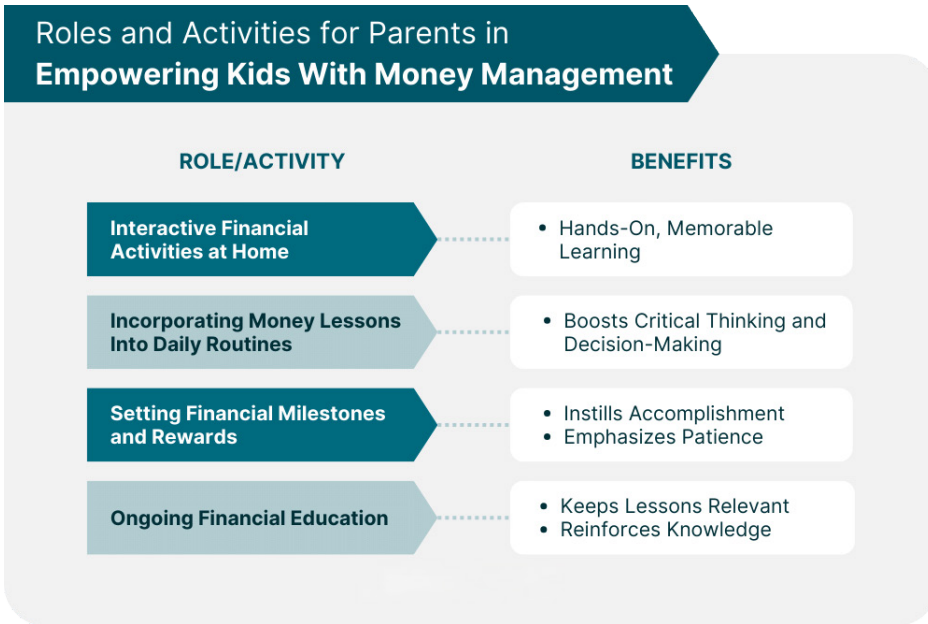 Roles and Activities for Parents in
Empowering Kids With Money Management
ROLE/ACTIVITY
BENEFITS
Interactive Financial
Activities at Home
• Hands-On, Memorable
Learning
Incorporating Money Lessons
Into Daily Routines
• Boosts Critical Thinking and
Decision-Making
Setting Financial Milestones
and Rewards
• Instills Accomplishment
• Emphasizes Patience
Ongoing Financial Education
• Keeps Lessons Relevant
• Reinforces Knowledge